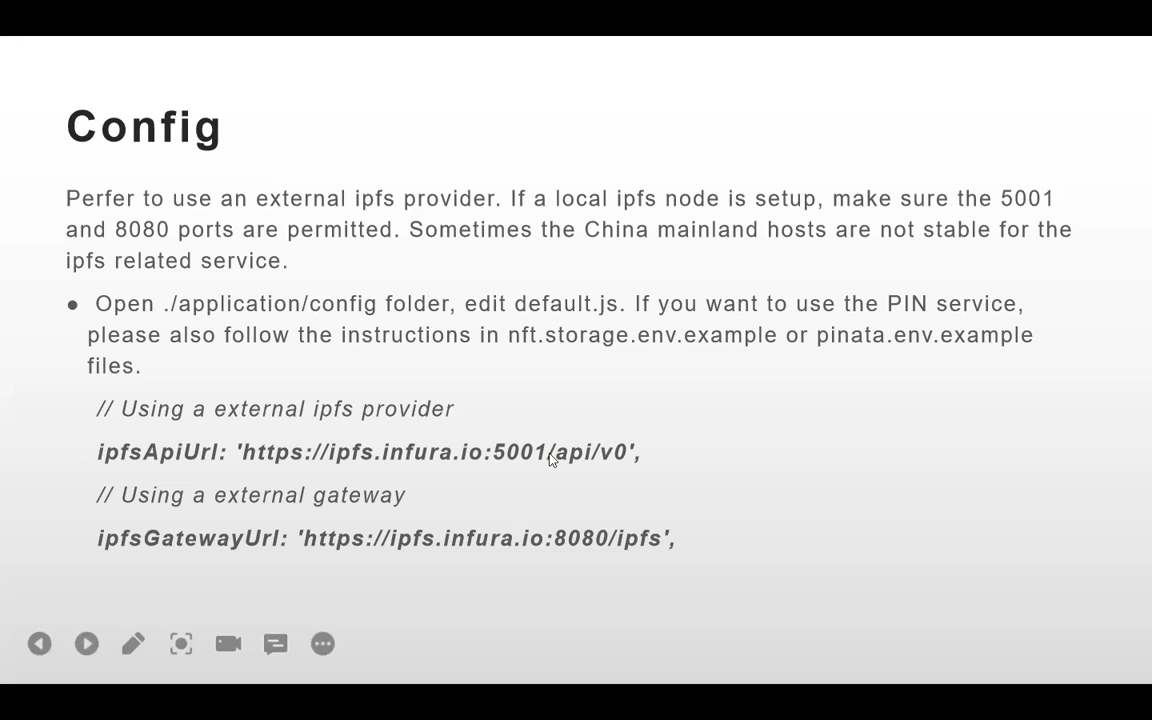 Config
Perfer to use an external ipfs provider. If a local ipfs node is setup, make sure the 5001
and 8080 ports are permitted. Sometimes the China mainland hosts are not stable for the
ipfs related service.
● Open ./application/config folder, edit default.js. If you want to use the PIN service,
please also follow the instructions in nft.storage.env.example or pinata.env.example
files.
// Using a external ipfs provider
ipfsApiUrl: 'https://ipfs.infura.io:5001/api/v0',
// Using a external gateway
ipfsGatewayUrl: 'https://ipfs.infura.io:8080/ipfs',